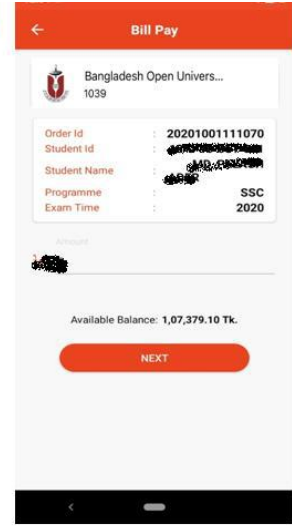 Bill Pay
Bangladesh Open Univers...
1039
Order Id : 20201001111070
Student Id :
Student Name :
Programme : SSC
Exam Time : 2020
Amount
Available Balance: 1,07,379.10 Tk.
NEXT